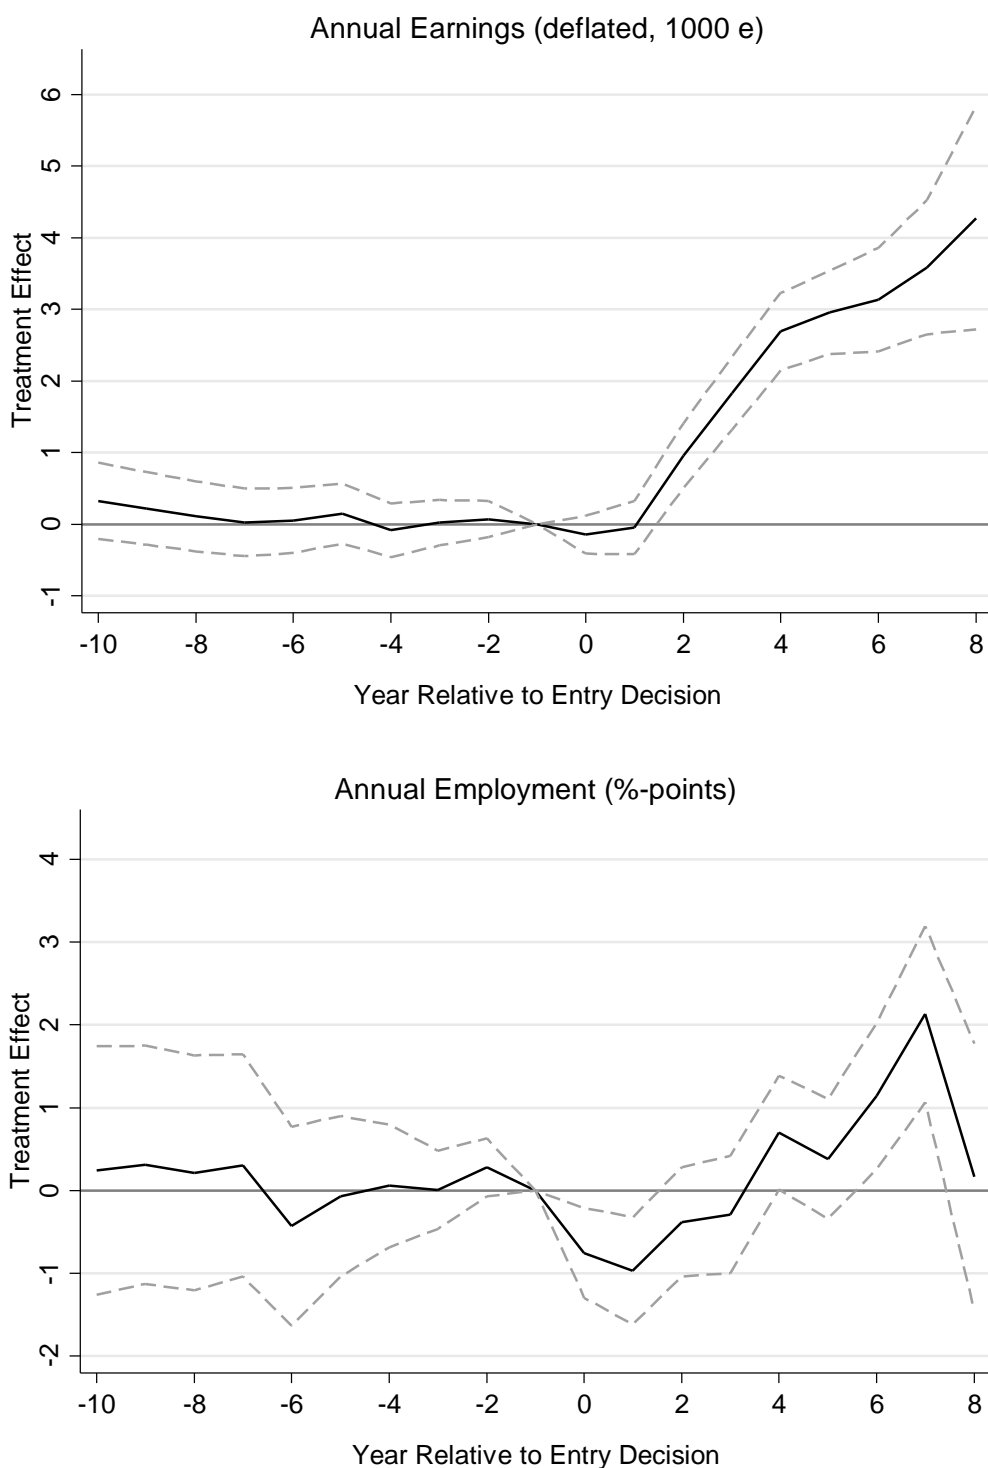 Annual Earnings (deflated, 1000 e)
Treatment Effect
6
5
4
3
2
1
0
-1
-10 -8 -6 -4 -2 0 2 4 6 8
Year Relative to Entry Decision
Annual Employment (%-points)
Treatment Effect
4
3
2
1
0
-1
-2
-10 -8 -6 -4 -2 0 2 4 6 8
Year Relative to Entry Decision